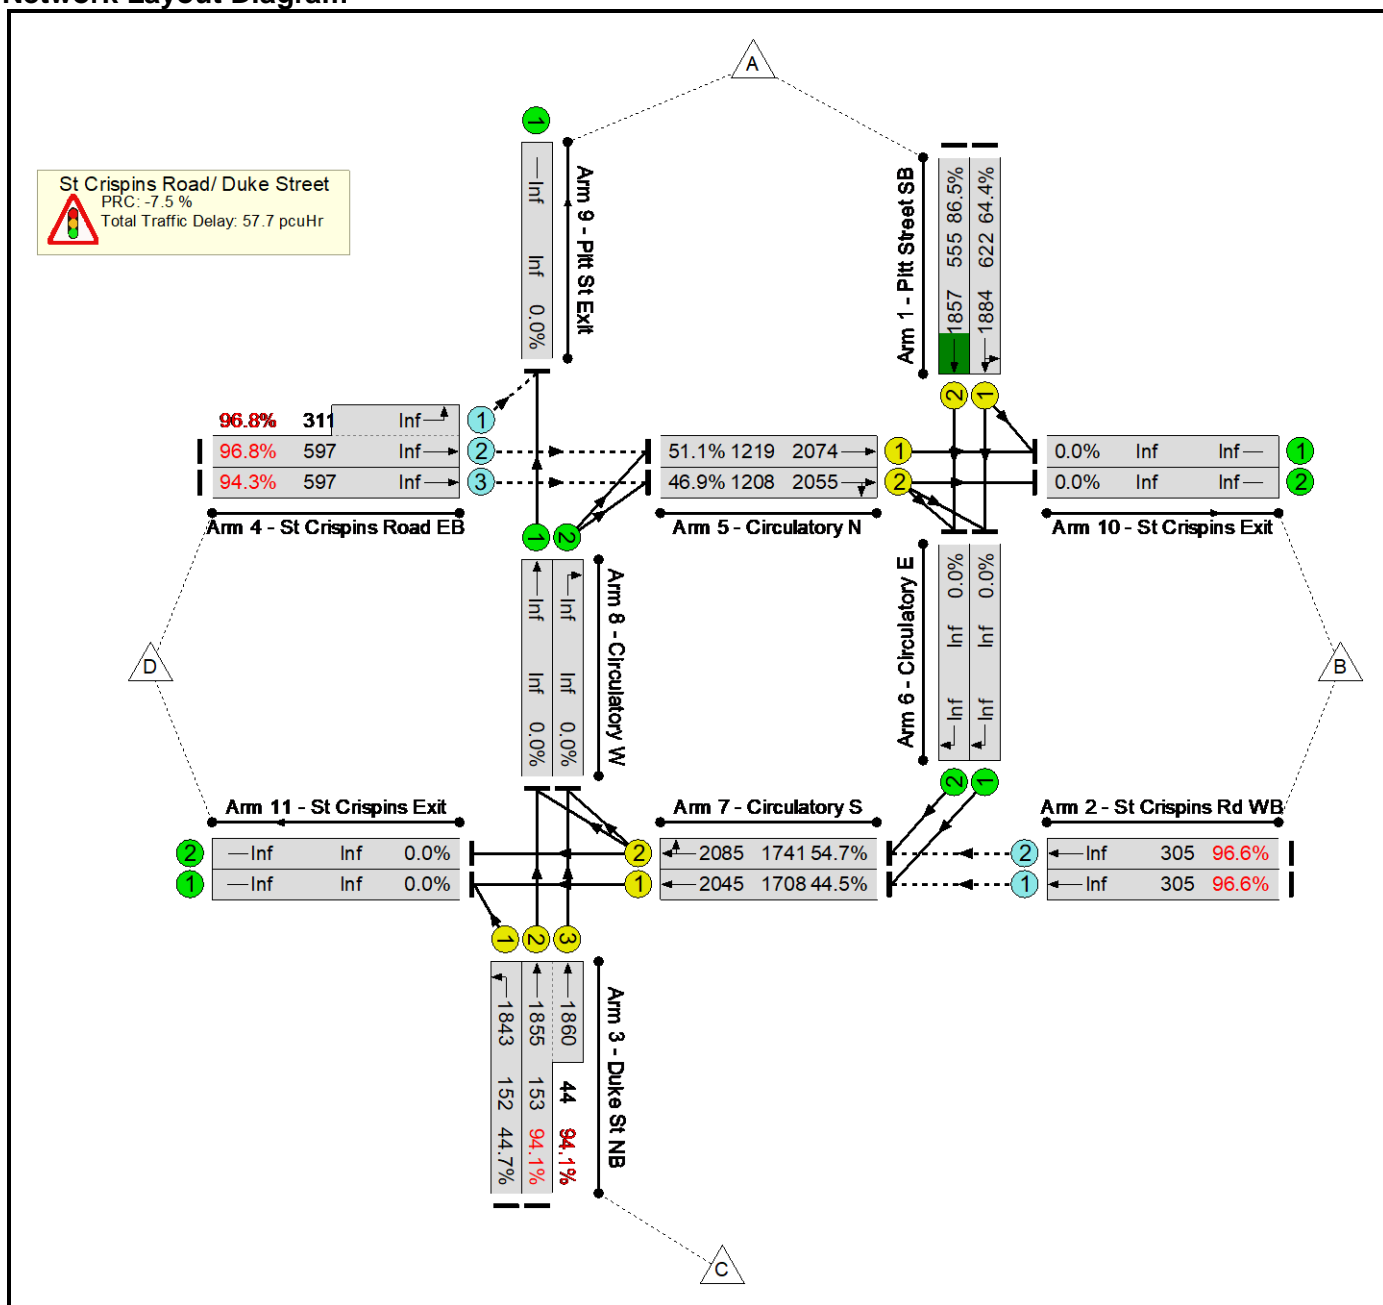 Network Layout Diagram
A
St Crispins Road/ Duke Street
PRC: -7.5 %
Total Traffic Delay: 57.7 pcuHr
1
Inf Inf 0.0%
Arm 9 - Pitt St Exit
Arm 1 - Pitt Street SB
1857 555 86.5%
1884 622 64.4%
2
1
96.8% 311 Inf 1
96.8% 597 Inf 2
94.3% 597 Inf 3
Arm 4 - St Crispins Road EB
51.1% 1219 2074 1
46.9% 1208 2055 2
Arm 5 - Circulatory N
0.0% Inf Inf 1
0.0% Inf Inf 2
Arm 10 - St Crispins Exit
1
2
Inf Inf 0.0%
Inf Inf 0.0%
Arm 8 - Circulatory W
Arm 6 - Circulatory E
Inf Inf 0.0%
Inf Inf 0.0%
2
1
D
B
Arm 11 - St Crispins Exit
2 Inf Inf 0.0%
1 Inf Inf 0.0%
Arm 7 - Circulatory S
2 2085 1741 54.7%
1 2045 1708 44.5%
Arm 2 - St Crispins Rd WB
2 Inf 305 96.6%
1 Inf 305 96.6%
1
2
3
1843 152 44.7%
1855 153 94.1%
1860 44 94.1%
Arm 3 - Duke St NB
C